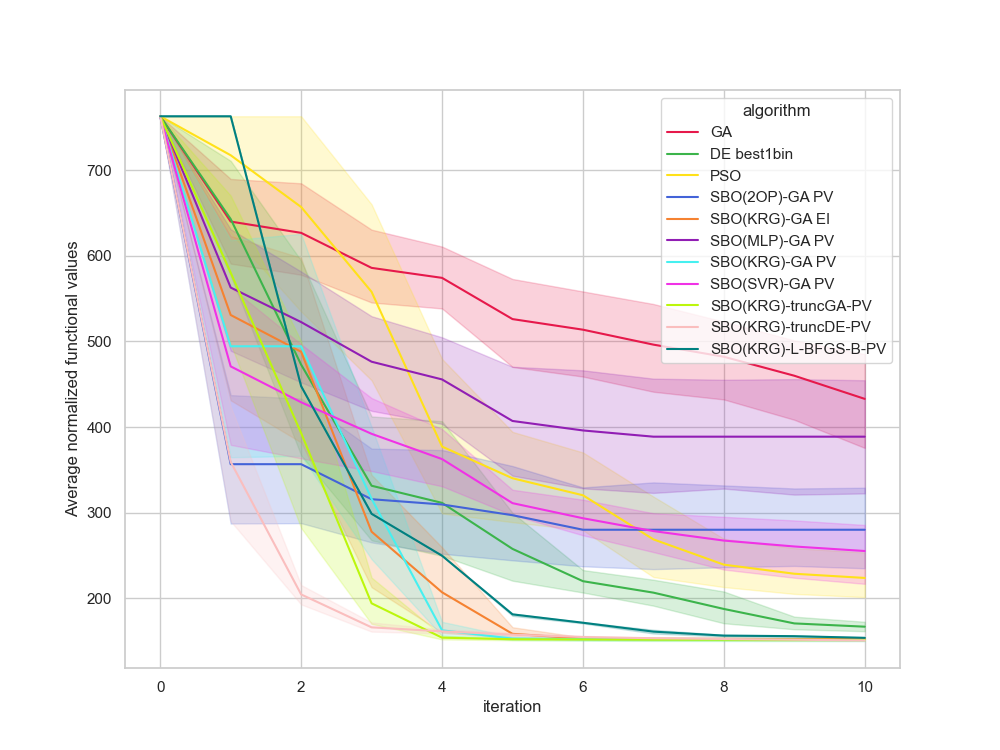 algorithm
GA
DE best1bin
PSO
SBO(2OP)-GA PV
SBO(KRG)-GA EI
SBO(MLP)-GA PV
SBO(KRG)-GA PV
SBO(SVR)-GA PV
SBO(KRG)-truncGA-PV
SBO(KRG)-truncDE-PV
SBO(KRG)-L-BFGS-B-PV
Average normalized functional values
700
600
500
400
300
200
0 2 4 6 8 10
iteration